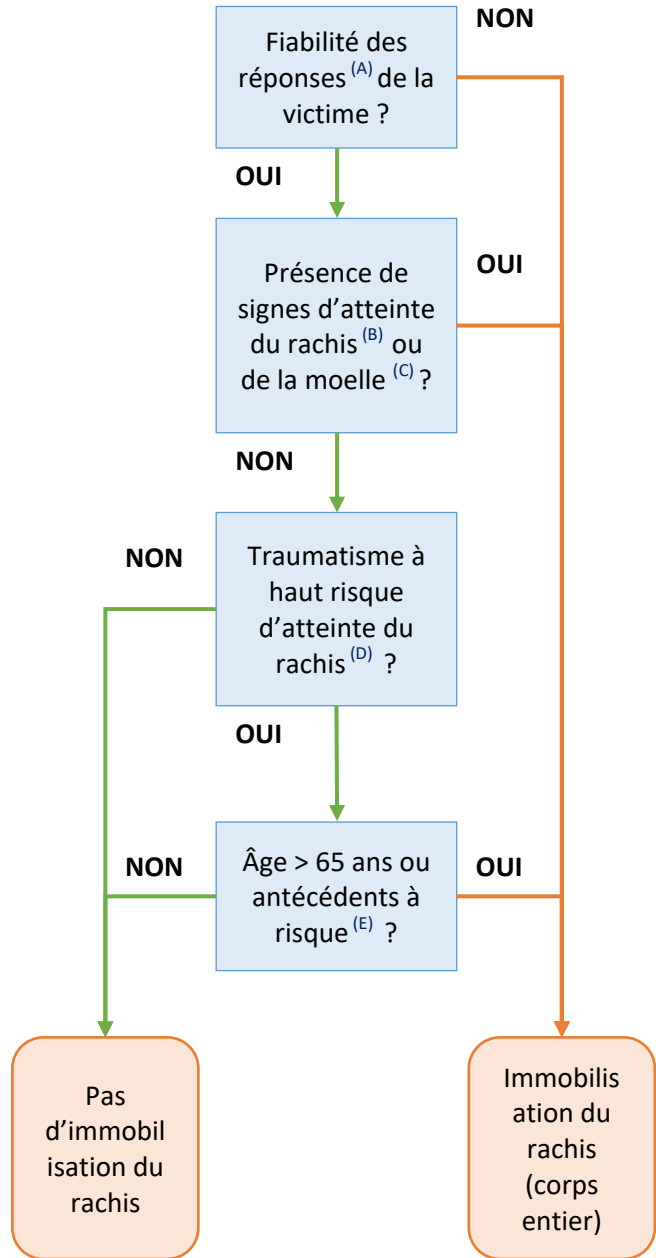 NON
Fiabilité des
réponses (A) de la
victime ?
OUI
Présence de
signes d’atteinte
du rachis (B) ou
de la moelle (C) ?
OUI
NON
NON
Traumatisme à
haut risque
d’atteinte du
rachis (D) ?
OUI
NON
Âge > 65 ans ou
antécédents à
risque (E) ?
OUI
Pas
d’immobil
isation du
rachis
Immobilis
ation du
rachis
(corps
entier)